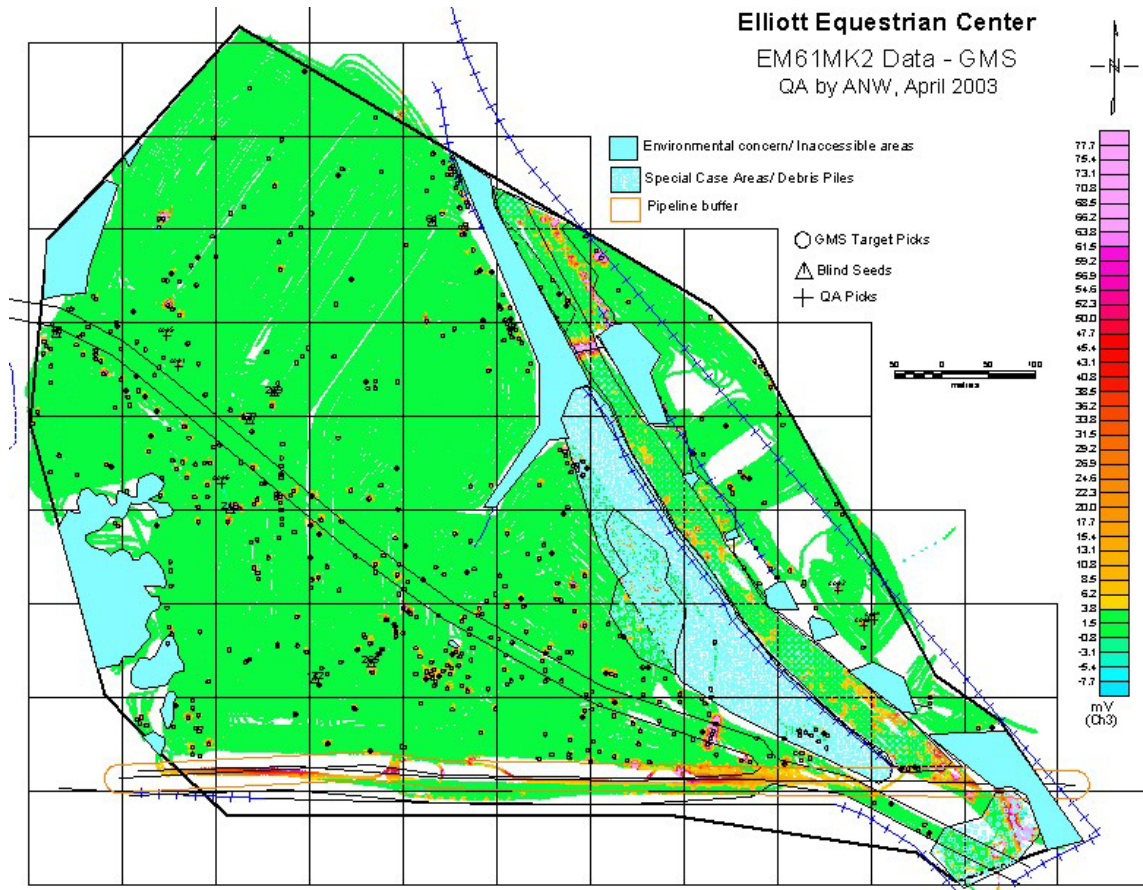 Elliott Equestrian Center
EM61MK2 Data - GMS
QA by ANW, April 2003
N
Environmental concern/ Inaccessible areas
Special Case Areas/ Debris Piles
Pipeline buffer
GMS Target Picks
Blind Seeds
QA Picks
50 0 50 100
metres
77.7
75.4
73.1
70.8
68.5
66.2
63.8
61.5
59.2
56.9
54.6
52.3
50.0
47.7
45.4
43.1
40.8
38.5
36.2
33.8
31.5
29.2
26.9
24.6
22.3
20.0
17.7
15.4
13.1
10.8
8.5
6.2
3.8
1.5
-0.8
-3.1
-5.4
-7.7
mV
(Ch3)